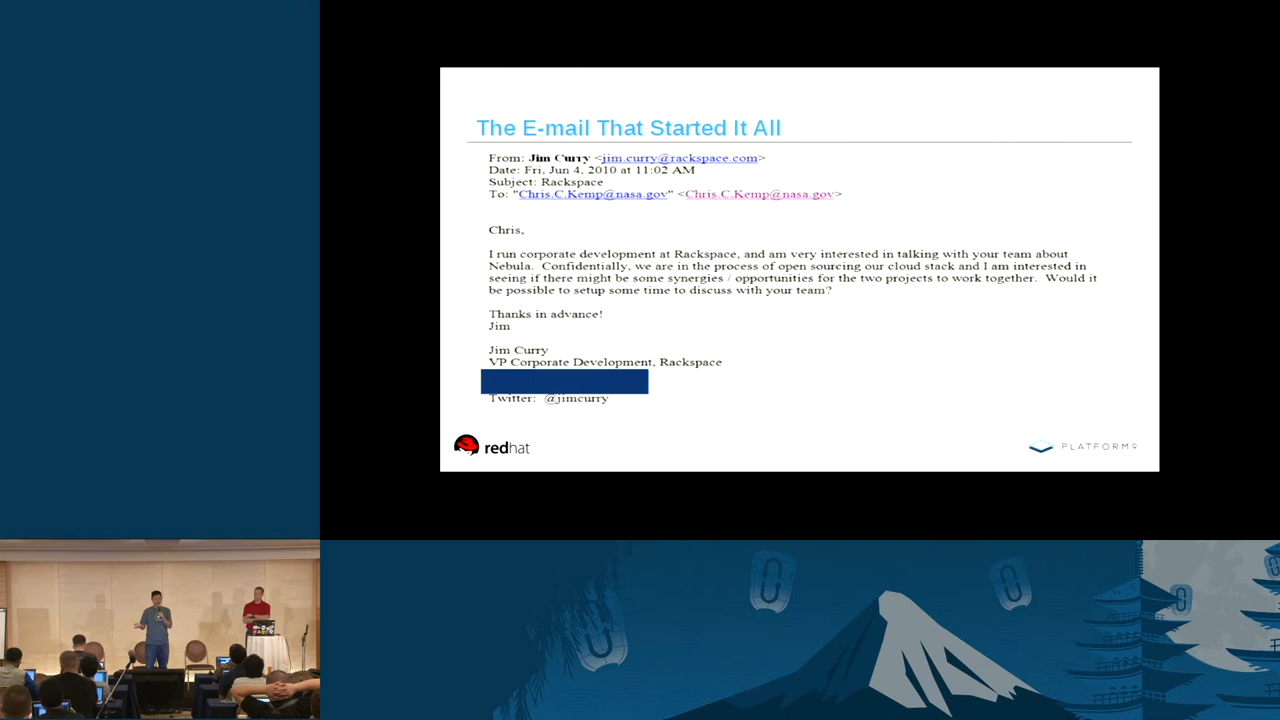 The E-mail That Started It All
From: Jim Curry <jim.curry@rackspace.com>
Date: Fri, Jun 4, 2010 at 11:02 AM
Subject: Rackspace
To: "Chris.C.Kemp@nasa.gov" <Chris.C.Kemp@nasa.gov>
Chris,
I run corporate development at Rackspace, and am very interested in talking with your team about
Nebula.  Confidentially, we are in the process of open sourcing our cloud stack and I am interested in
seeing if there might be some synergies / opportunities for the two projects to work together.  Would it
be possible to setup some time to discuss with your team?
Thanks in advance!
Jim
Jim Curry
VP Corporate Development, Rackspace
Twitter:  @jimcurry
redhat
PLATFORM9